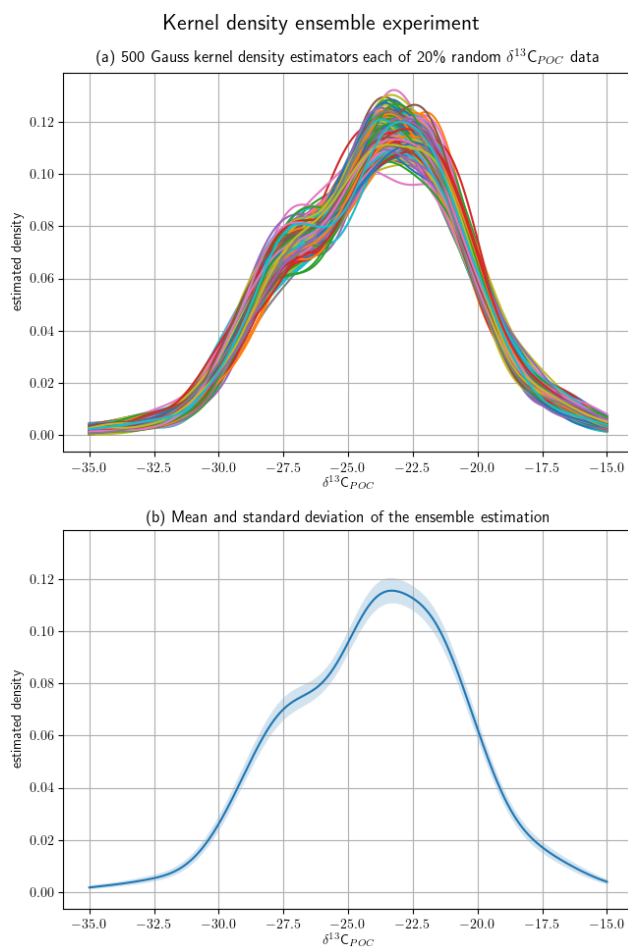 Kernel density ensemble experiment
(a) 500 Gauss kernel density estimators each of 20% random δ¹³C_POC data
estimated density
0.12
0.10
0.08
0.06
0.04
0.02
0.00
−35.0 −32.5 −30.0 −27.5 −25.0 −22.5 −20.0 −17.5 −15.0
δ¹³C_POC
(b) Mean and standard deviation of the ensemble estimation
estimated density
0.12
0.10
0.08
0.06
0.04
0.02
0.00
−35.0 −32.5 −30.0 −27.5 −25.0 −22.5 −20.0 −17.5 −15.0
δ¹³C_POC